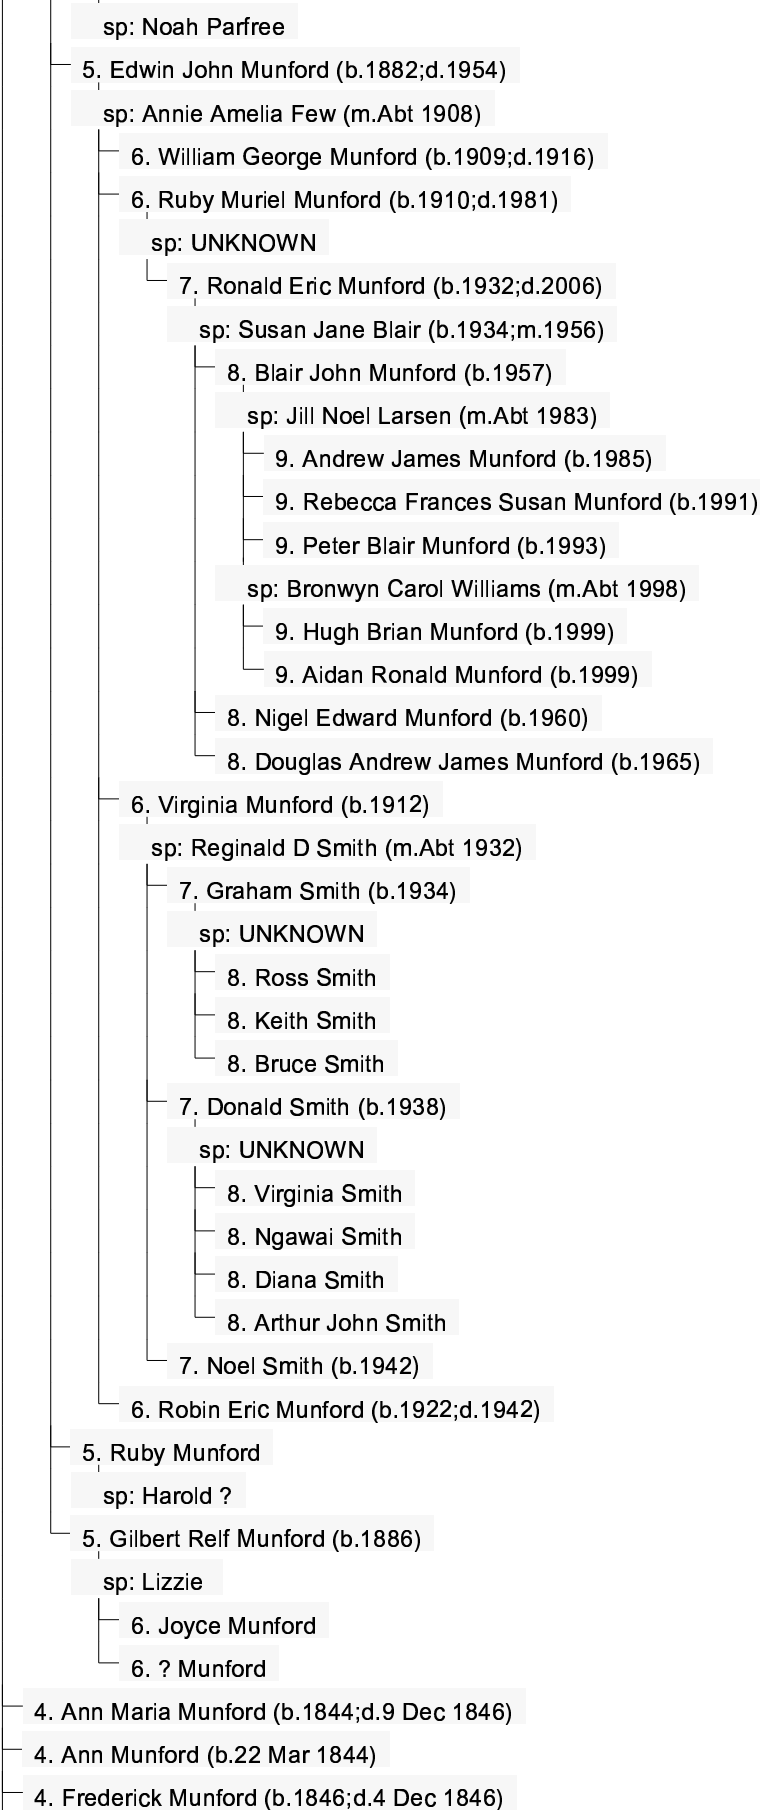 sp: Noah Parfree
5. Edwin John Munford (b.1882;d.1954)
sp: Annie Amelia Few (m.Abt 1908)
6. William George Munford (b.1909;d.1916)
6. Ruby Muriel Munford (b.1910;d.1981)
sp: UNKNOWN
7. Ronald Eric Munford (b.1932;d.2006)
sp: Susan Jane Blair (b.1934;m.1956)
8. Blair John Munford (b.1957)
sp: Jill Noel Larsen (m.Abt 1983)
9. Andrew James Munford (b.1985)
9. Rebecca Frances Susan Munford (b.1991)
9. Peter Blair Munford (b.1993)
sp: Bronwyn Carol Williams (m.Abt 1998)
9. Hugh Brian Munford (b.1999)
9. Aidan Ronald Munford (b.1999)
8. Nigel Edward Munford (b.1960)
8. Douglas Andrew James Munford (b.1965)
6. Virginia Munford (b.1912)
sp: Reginald D Smith (m.Abt 1932)
7. Graham Smith (b.1934)
sp: UNKNOWN
8. Ross Smith
8. Keith Smith
8. Bruce Smith
7. Donald Smith (b.1938)
sp: UNKNOWN
8. Virginia Smith
8. Ngawai Smith
8. Diana Smith
8. Arthur John Smith
7. Noel Smith (b.1942)
6. Robin Eric Munford (b.1922;d.1942)
5. Ruby Munford
sp: Harold ?
5. Gilbert Relf Munford (b.1886)
sp: Lizzie
6. Joyce Munford
6. ? Munford
4. Ann Maria Munford (b.1844;d.9 Dec 1846)
4. Ann Munford (b.22 Mar 1844)
4. Frederick Munford (b.1846;d.4 Dec 1846)